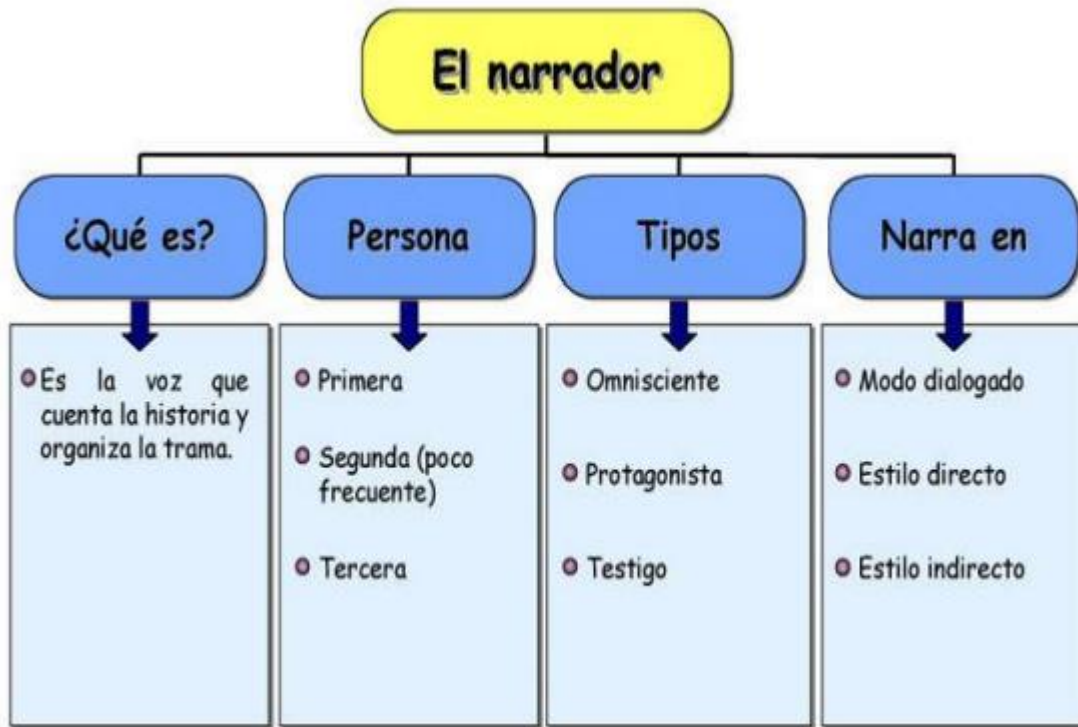 El narrador
¿Qué es?
Persona
Tipos
Narra en
Es la voz que
cuenta la historia y
organiza la trama.
Primera
Segunda (poco
frecuente)
Tercera
Omnisciente
Protagonista
Testigo
Modo dialogado
Estilo directo
Estilo indirecto